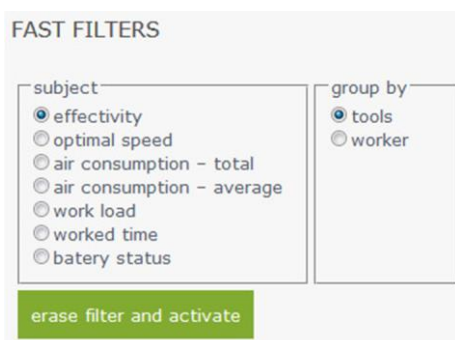 FAST FILTERS
subject
effectivity
optimal speed
air consumption - total
air consumption - average
work load
worked time
batery status
group by
tools
worker
erase filter and activate